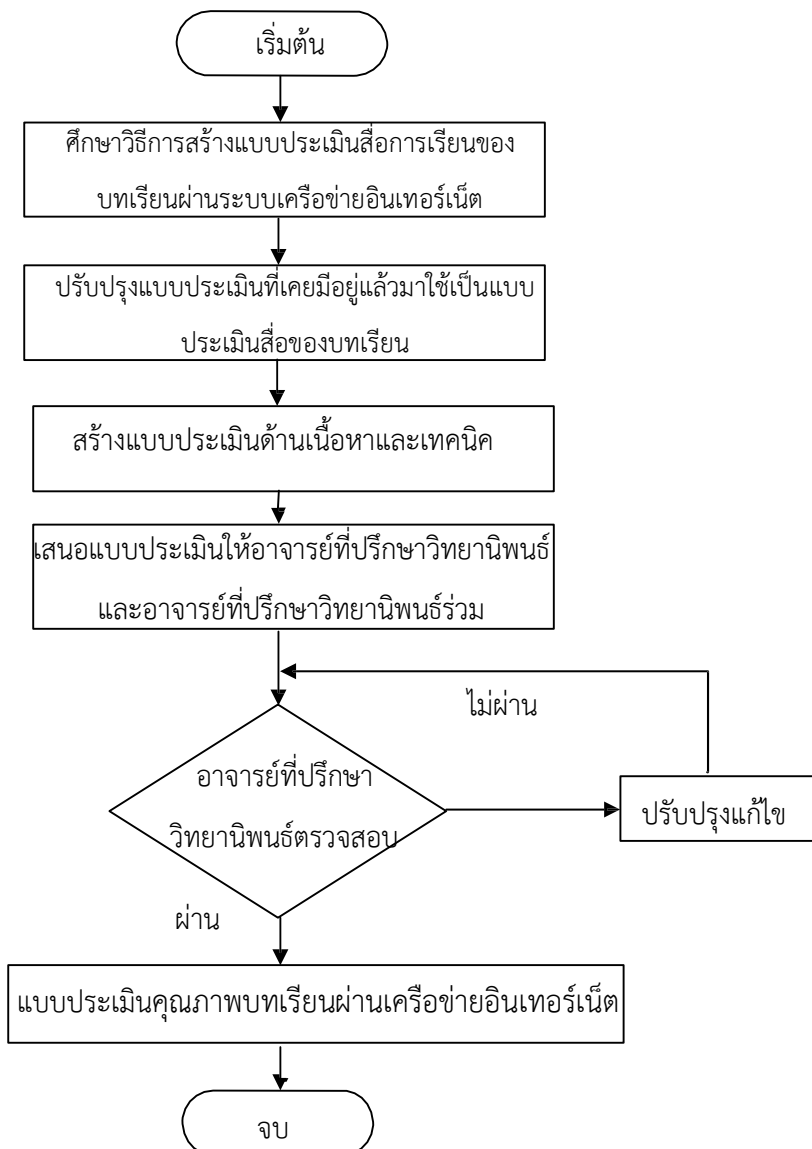 เริ่มต้น
ศึกษาวิธีการสร้างแบบประเมินสื่อการเรียนของ
บทเรียนผ่านระบบเครือข่ายอินเทอร์เน็ต
ปรับปรุงแบบประเมินที่เคยมีอยู่แล้วมาใช้เป็นแบบ
ประเมินสื่อของบทเรียน
สร้างแบบประเมินด้านเนื้อหาและเทคนิค
เสนอแบบประเมินให้อาจารย์ที่ปรึกษาวิทยานิพนธ์
และอาจารย์ที่ปรึกษาวิทยานิพนธ์ร่วม
ไม่ผ่าน
อาจารย์ที่ปรึกษา
วิทยานิพนธ์ตรวจสอบ
ปรับปรุงแก้ไข
ผ่าน
แบบประเมินคุณภาพบทเรียนผ่านเครือข่ายอินเทอร์เน็ต
จบ